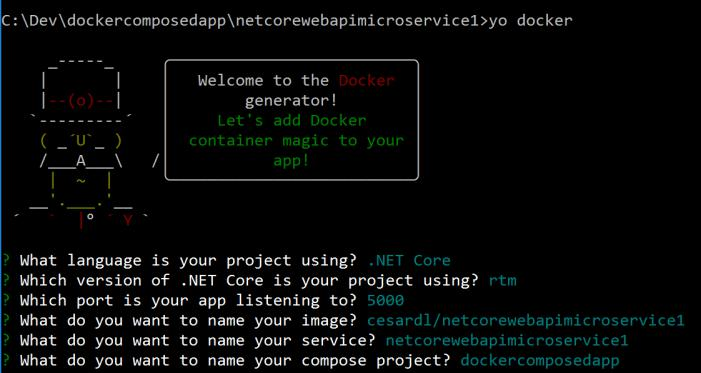 C:\Dev\dockercomposedapp\netcorewebapimicroservice1>yo docker
Welcome to the Docker
generator!
Let's add Docker
container magic to your
app!
? What language is your project using? .NET Core
? Which version of .NET Core is your project using? rtm
? Which port is your app listening to? 5000
? What do you want to name your image? cesardl/netcorewebapimicroservice1
? What do you want to name your service? netcorewebapimicroservice1
? What do you want to name your compose project? dockercomposedapp